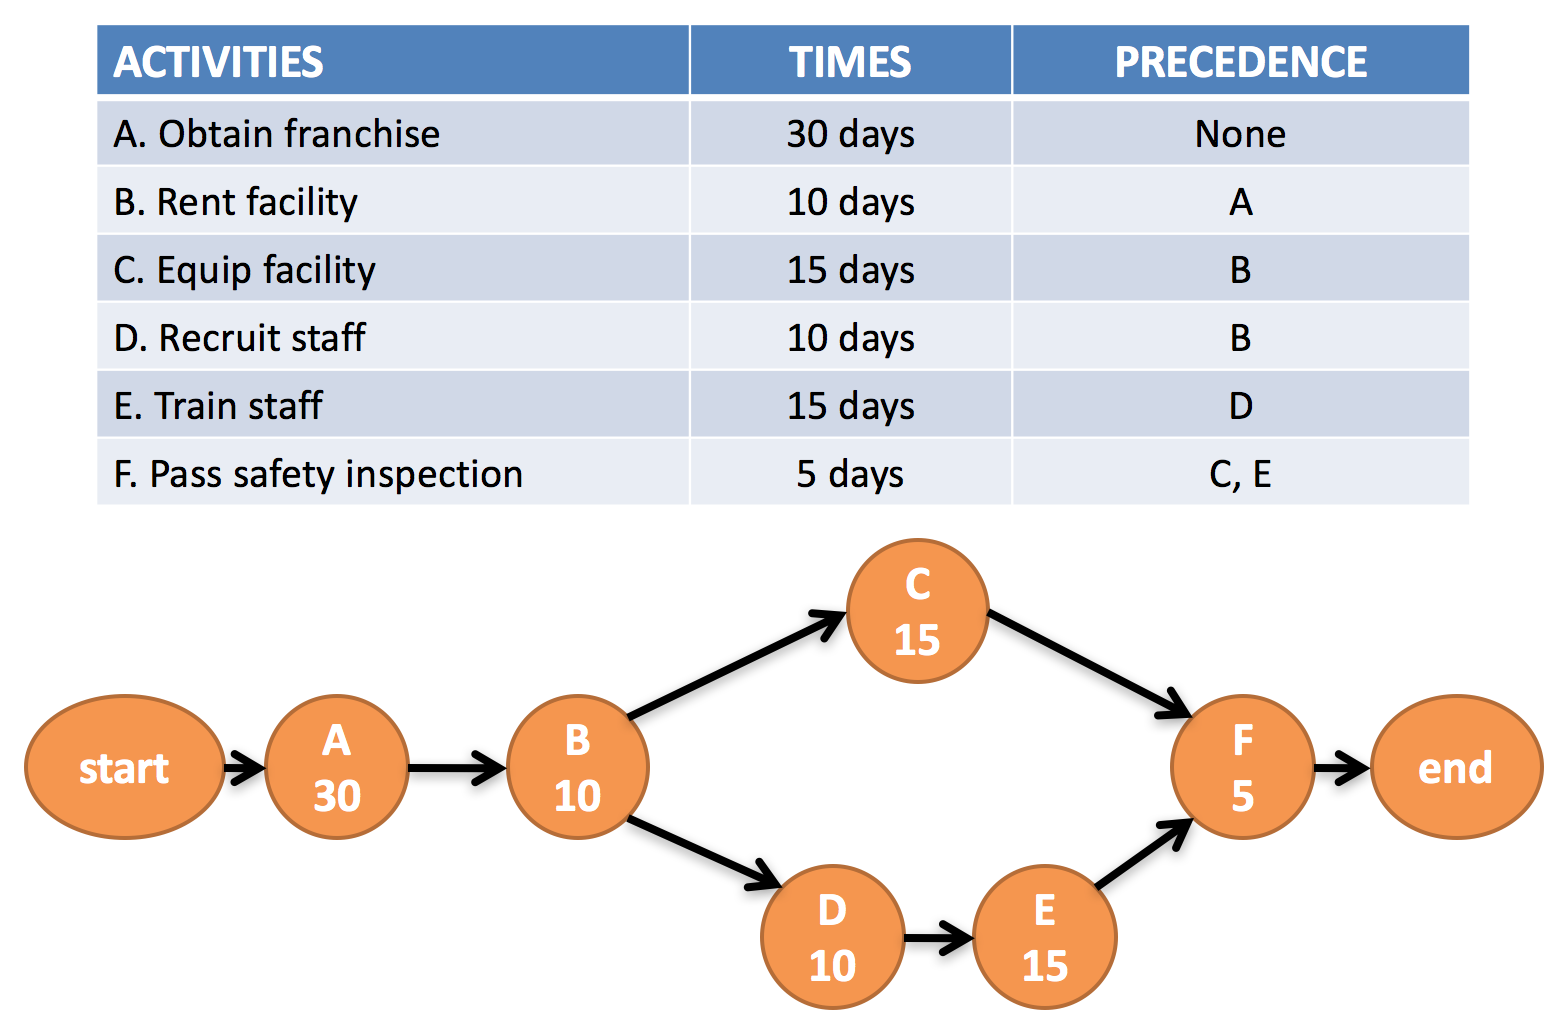 ACTIVITIES TIMES PRECEDENCE
A. Obtain franchise 30 days None
B. Rent facility 10 days A
C. Equip facility 15 days B
D. Recruit staff 10 days B
E. Train staff 15 days D
F. Pass safety inspection 5 days C, E
C
15
start
A
30
B
10
F
5
end
D
10
E
15